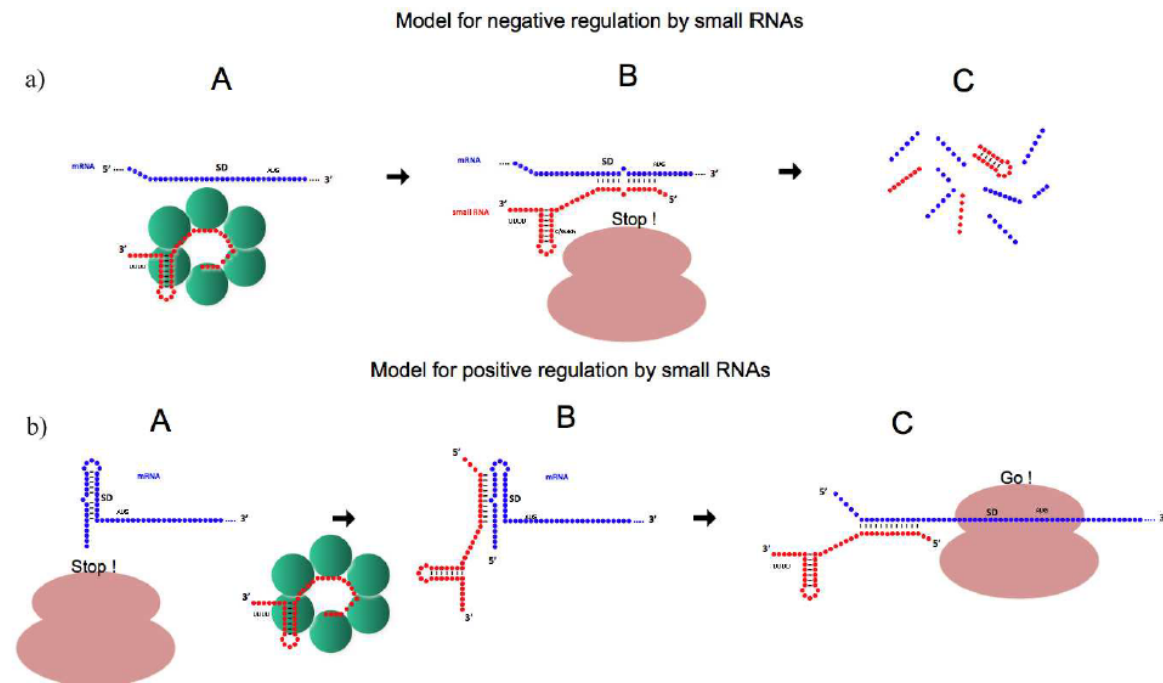 Model for negative regulation by small RNAs
a)
A
B
C
mRNA
5'
SD
AUG
3'
3'
UUUU
mRNA
SD
AUG
3'
3'
small RNA
5'
UUUU
Stop !
Model for positive regulation by small RNAs
b)
A
B
C
mRNA
SD
AUG
3'
Stop !
3'
UUUU
5'
mRNA
SD
AUG
3'
5'
3'
Go !
5'
SD
AUG
3'
3'
UUUU
5'